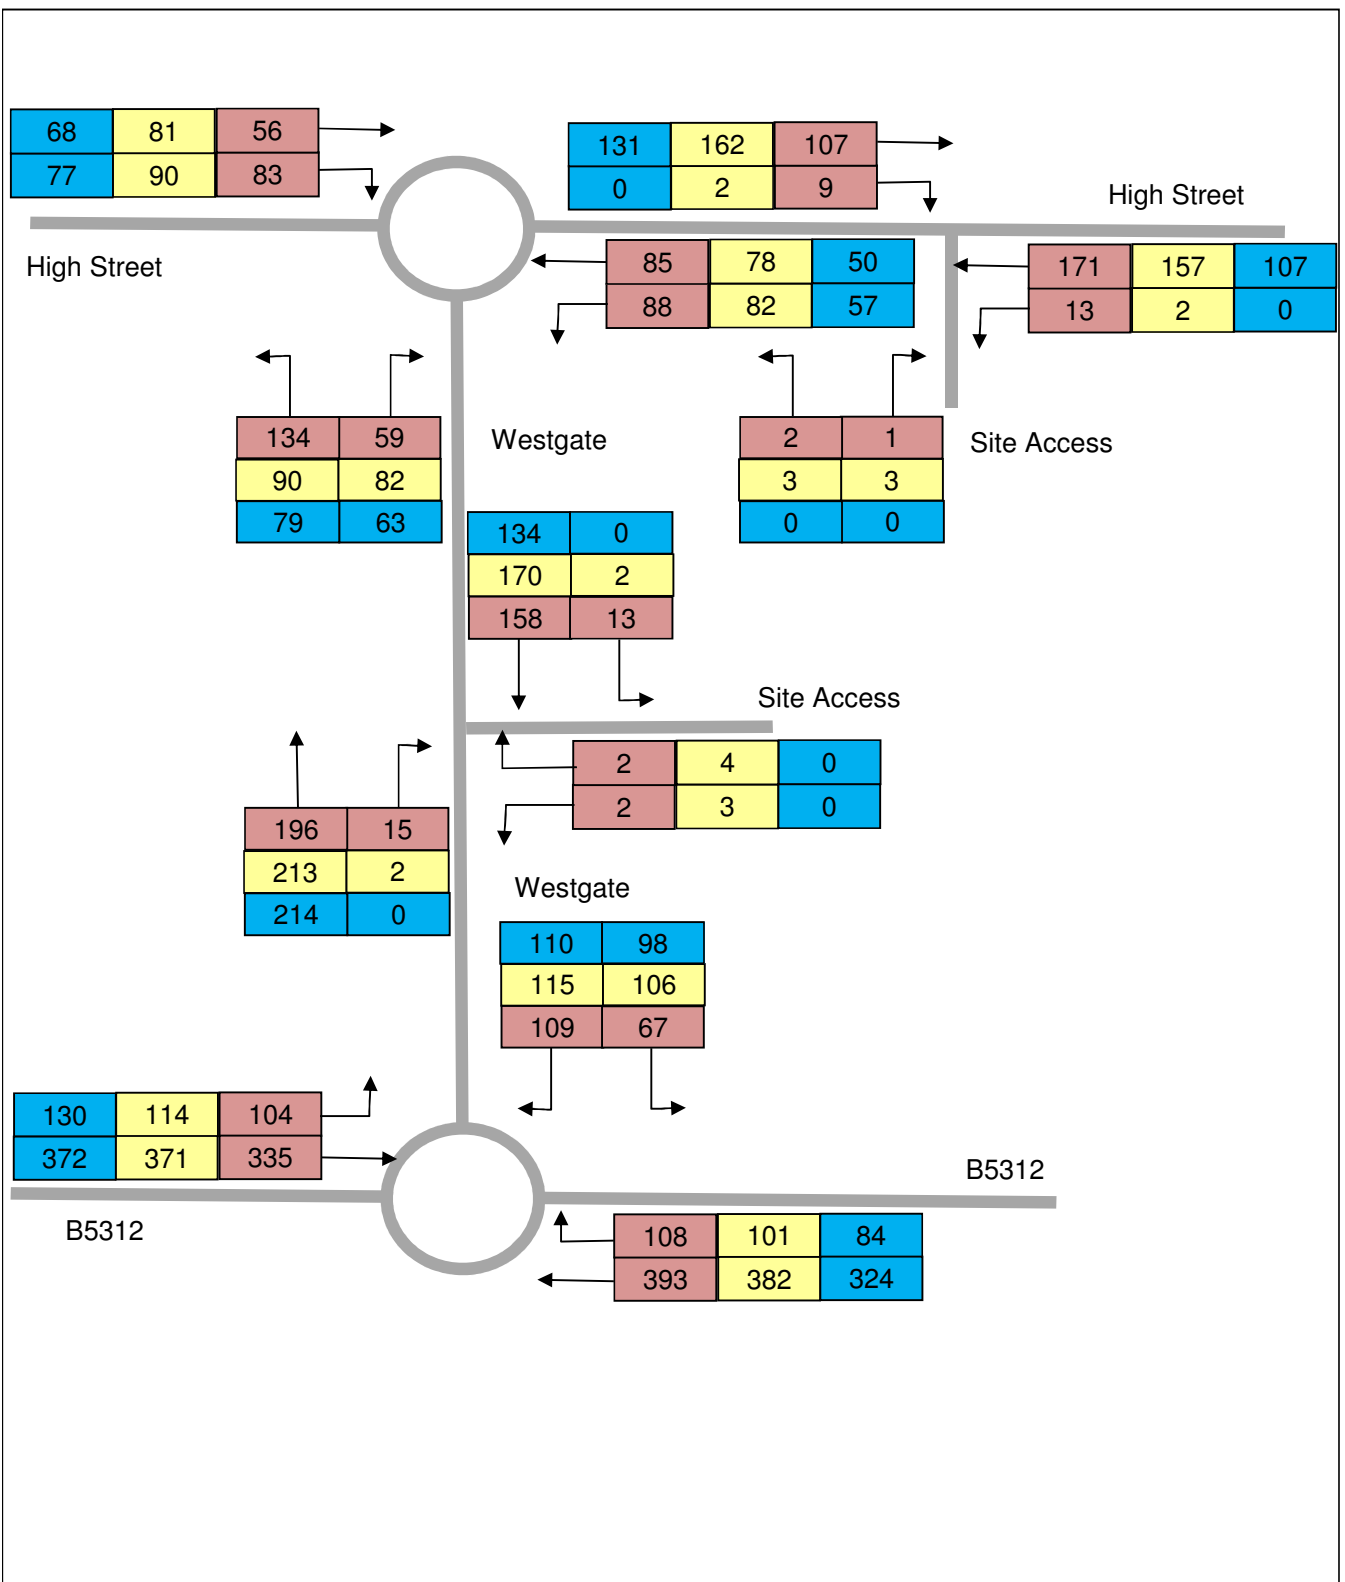 68 81 56
77 90 83
131 162 107
0 2 9
High Street
High Street
85 78 50
88 82 57
171 157 107
13 2 0
134 59
90 82
79 63
Westgate
2 1
3 3
0 0
Site Access
134 0
170 2
158 13
Site Access
2 4 0
2 3 0
196 15
213 2
214 0
Westgate
110 98
115 106
109 67
130 114 104
372 371 335
B5312
B5312
108 101 84
393 382 324